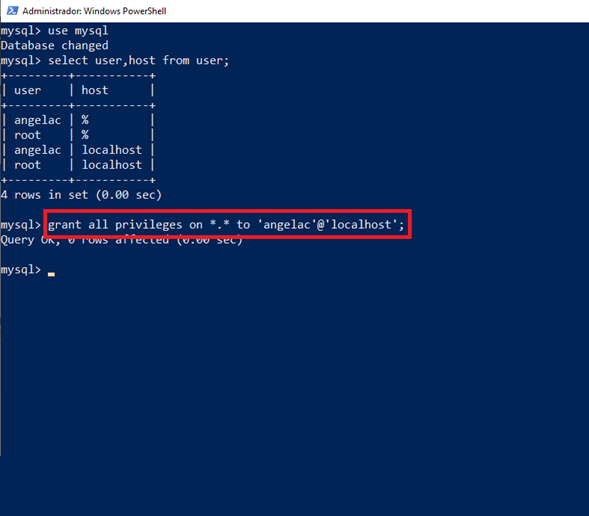 Administrador: Windows PowerShell
mysql> use mysql
Database changed
mysql> select user,host from user;
+---------+-----------+
| user    | host      |
+---------+-----------+
| angelac | %         |
| root    | %         |
| angelac | localhost |
| root    | localhost |
+---------+-----------+
4 rows in set (0.00 sec)
mysql> grant all privileges on *.* to 'angelac'@'localhost';
Query OK, 0 rows affected (0.00 sec)
mysql>